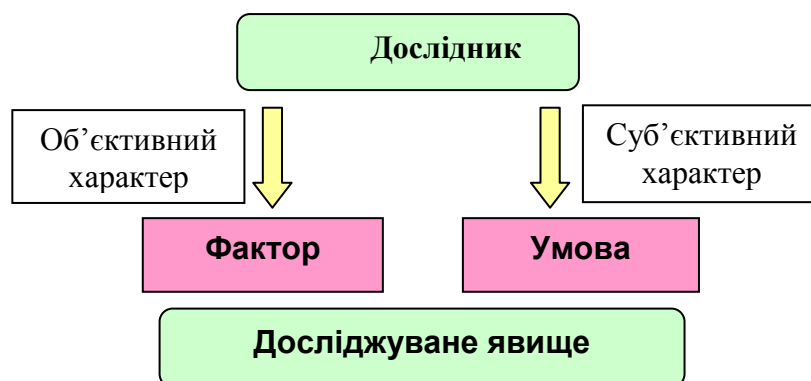 Дослідник
Об’єктивний
характер
Суб’єктивний
характер
Фактор
Умова
Досліджуване явище